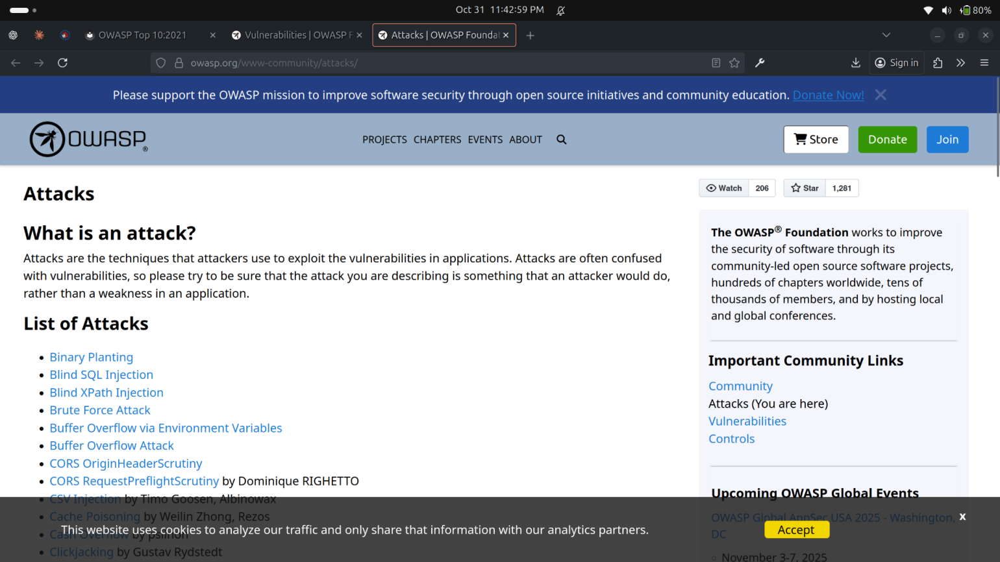 Oct 31 11:42:59 PM
80%
OWASP Top 10:2021
Vulnerabilities | OWASP F
Attacks | OWASP Foundat
owasp.org/www-community/attacks/
Sign in
Please support the OWASP mission to improve software security through open source initiatives and community education. Donate Now!
OWASP®
PROJECTS CHAPTERS EVENTS ABOUT
Store
Donate
Join
Attacks
What is an attack?
Attacks are the techniques that attackers use to exploit the vulnerabilities in applications. Attacks are often confused
with vulnerabilities, so please try to be sure that the attack you are describing is something that an attacker would do,
rather than a weakness in an application.
List of Attacks
Binary Planting
Blind SQL Injection
Blind XPath Injection
Brute Force Attack
Buffer Overflow via Environment Variables
Buffer Overflow Attack
CORS OriginHeaderScrutiny
CORS RequestPreflightScrutiny by Dominique RIGHETTO
CSV Injection by Timo Goosen, Albinowax
Cache Poisoning by Weilin Zhong, Rezos
Cash Overflow by psiinon
Clickjacking by Gustav Rydstedt
Watch 206
Star 1,281
The OWASP® Foundation works to improve
the security of software through its
community-led open source software projects,
hundreds of chapters worldwide, tens of
thousands of members, and by hosting local
and global conferences.
Important Community Links
Community
Attacks (You are here)
Vulnerabilities
Controls
Upcoming OWASP Global Events
OWASP Global AppSec USA 2025 - Washington,
DC
November 3-7, 2025
This website uses cookies to analyze our traffic and only share that information with our analytics partners.
Accept
x